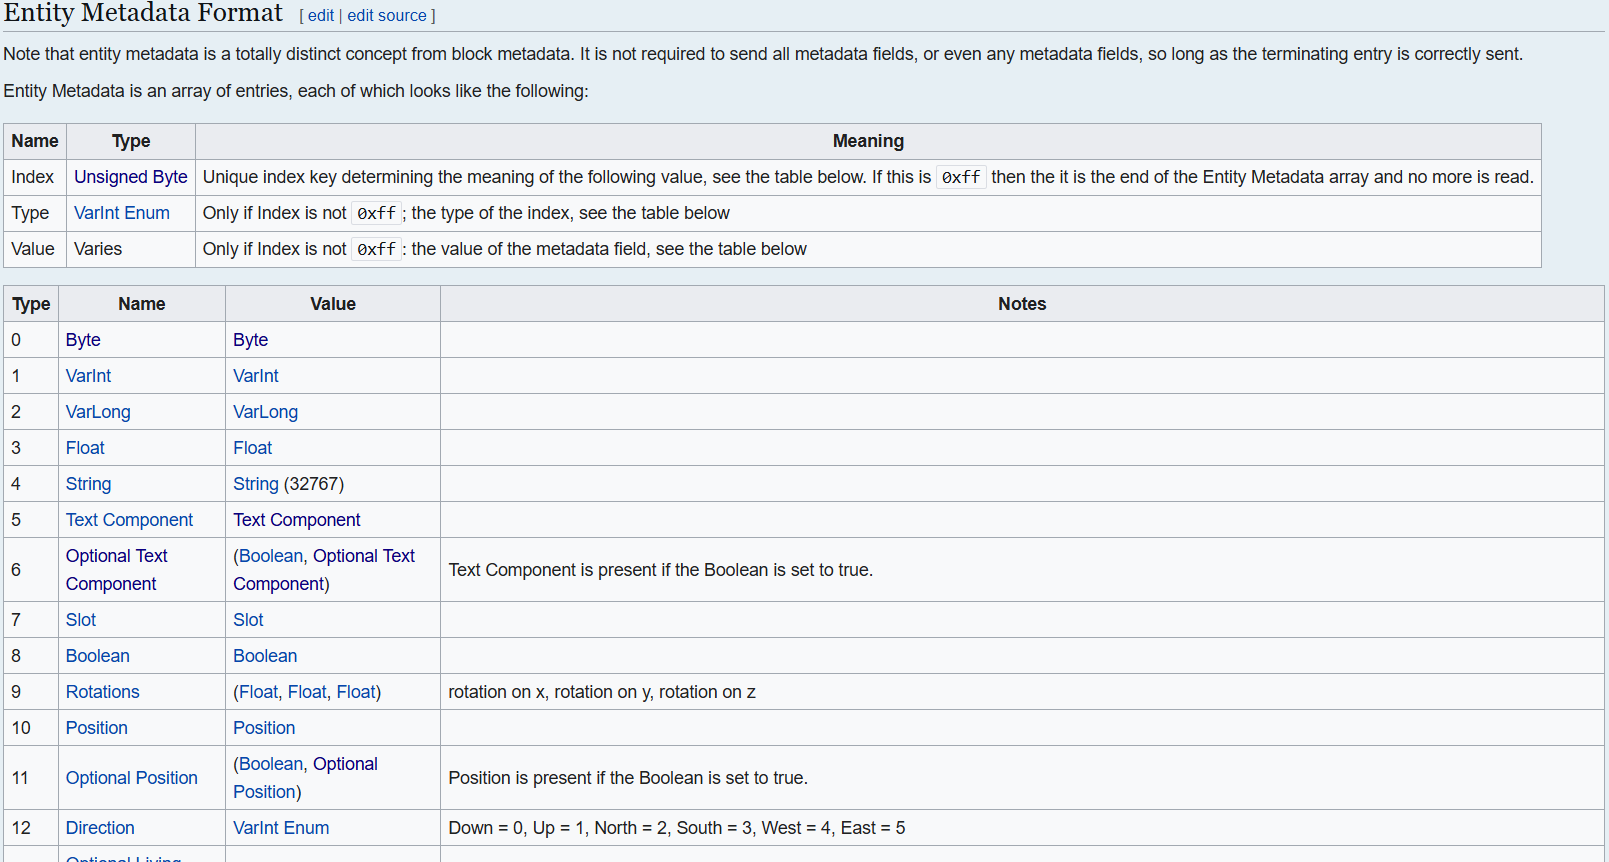 Entity Metadata Format [ edit | edit source ]
Note that entity metadata is a totally distinct concept from block metadata. It is not required to send all metadata fields, or even any metadata fields, so long as the terminating entry is correctly sent.
Entity Metadata is an array of entries, each of which looks like the following:
Name Type Meaning
Index Unsigned Byte Unique index key determining the meaning of the following value, see the table below. If this is 0xff then the it is the end of the Entity Metadata array and no more is read.
Type VarInt Enum Only if Index is not 0xff; the type of the index, see the table below
Value Varies Only if Index is not 0xff: the value of the metadata field, see the table below
Type Name Value Notes
0 Byte Byte
1 VarInt VarInt
2 VarLong VarLong
3 Float Float
4 String String (32767)
5 Text Component Text Component
6 Optional Text Component (Boolean, Optional Text Component) Text Component is present if the Boolean is set to true.
7 Slot Slot
8 Boolean Boolean
9 Rotations (Float, Float, Float) rotation on x, rotation on y, rotation on z
10 Position Position
11 Optional Position (Boolean, Optional Position) Position is present if the Boolean is set to true.
12 Direction VarInt Enum Down = 0, Up = 1, North = 2, South = 3, West = 4, East = 5
Optional Living